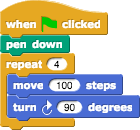 when clicked
pen down
repeat 4
move 100 steps
turn 90 degrees